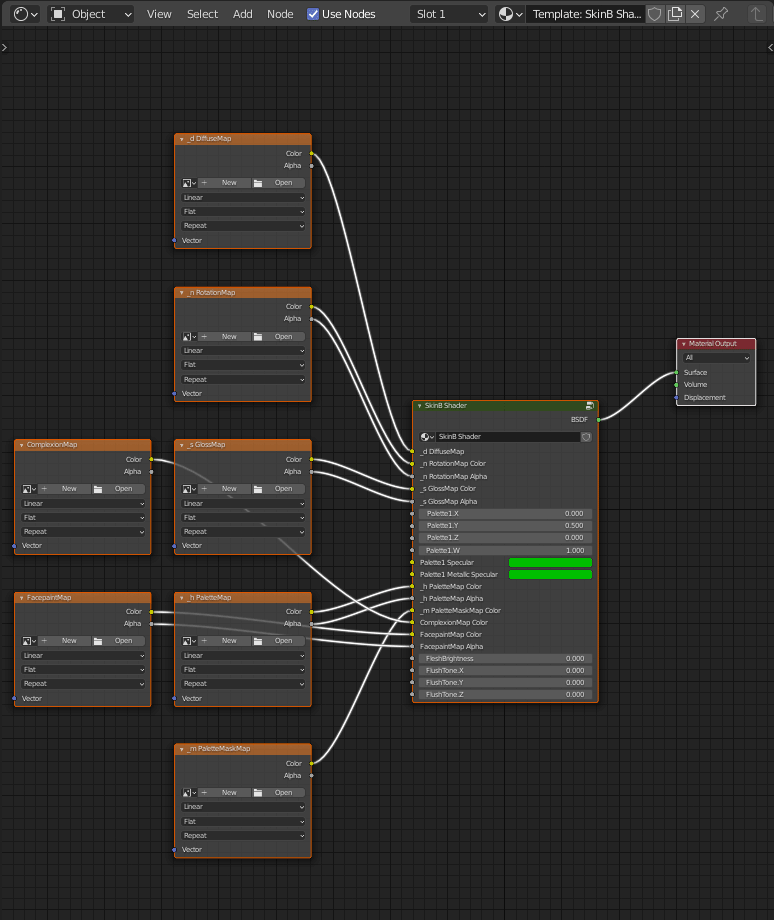 Object View Select Add Node Use Nodes Slot 1 Template: SkinB Sha...
_d DiffuseMap
Color
Alpha
New Open
Linear
Flat
Repeat
Vector
_n RotationMap
Color
Alpha
New Open
Linear
Flat
Repeat
Vector
ComplexionMap
Color
Alpha
New Open
Linear
Flat
Repeat
Vector
_s GlossMap
Color
Alpha
New Open
Linear
Flat
Repeat
Vector
FacepaintMap
Color
Alpha
New Open
Linear
Flat
Repeat
Vector
_h PaletteMap
Color
Alpha
New Open
Linear
Flat
Repeat
Vector
_m PaletteMaskMap
Color
Alpha
New Open
Linear
Flat
Repeat
Vector
SkinB Shader
BSDF
SkinB Shader
_d DiffuseMap
_n RotationMap Color
_n RotationMap Alpha
_s GlossMap Color
_s GlossMap Alpha
Palette1.X 0.000
Palette1.Y 0.500
Palette1.Z 0.000
Palette1.W 1.000
Palette1 Specular
Palette1 Metalic Specular
_h PaletteMap Color
_h PaletteMap Alpha
_m PaletteMaskMap Color
ComplexionMap Color
FacepaintMap Color
FacepaintMap Alpha
FleshBrightness 0.000
FlushTone.X 0.000
FlushTone.Y 0.000
FlushTone.Z 0.000
Material Output
All
Surface
Volume
Displacement